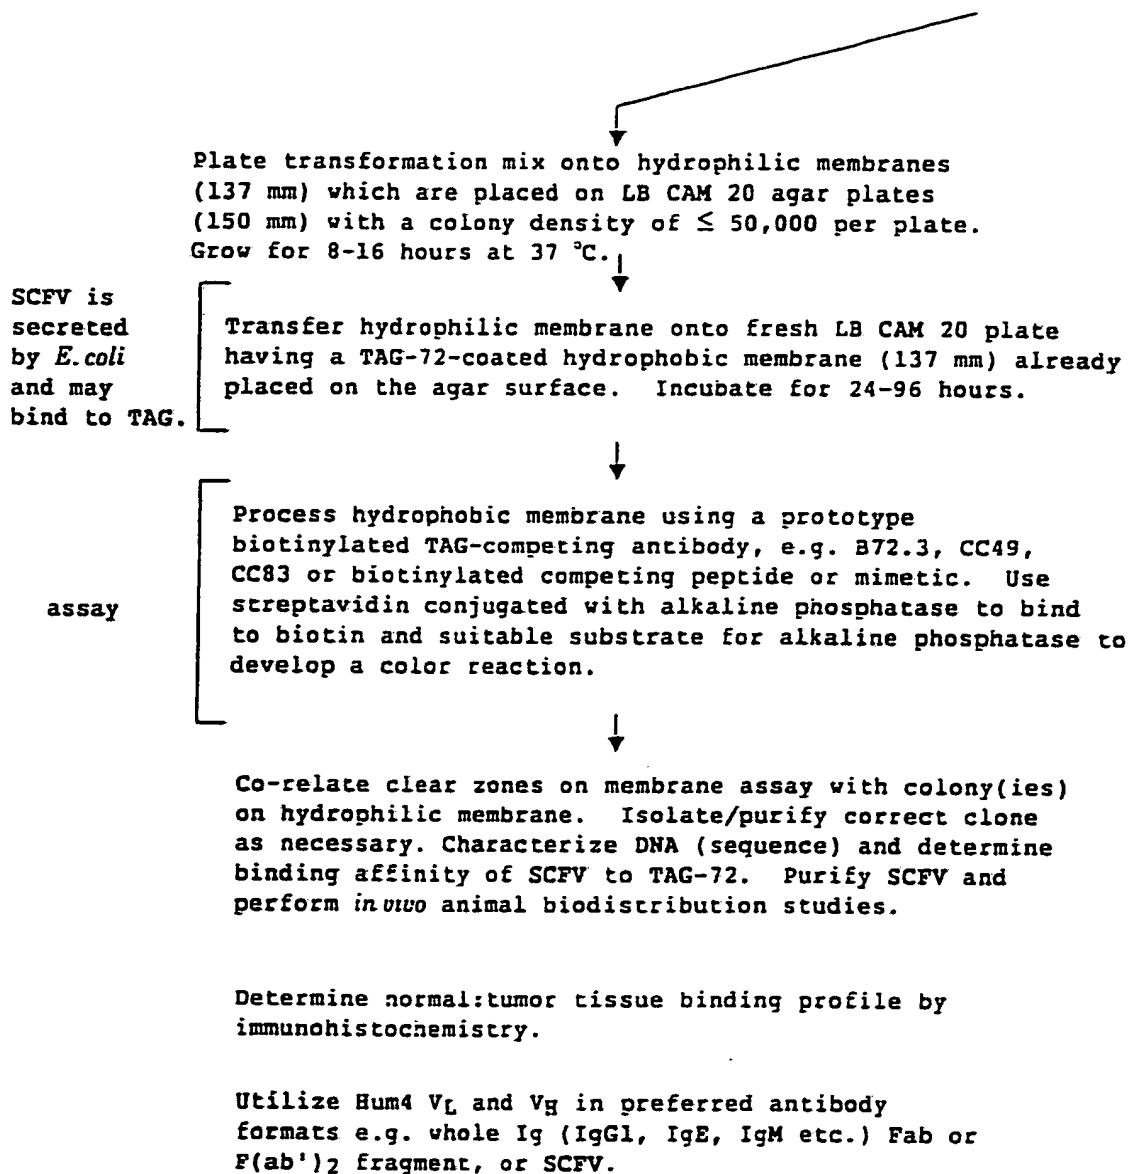 Plate transformation mix onto hydrophilic membranes
(137 mm) which are placed on LB CAM 20 agar plates
(150 mm) with a colony density of ≤ 50,000 per plate.
Grow for 8-16 hours at 37 °C.
SCFV is
secreted
by E. coli
and may
bind to TAG.
Transfer hydrophilic membrane onto fresh LB CAM 20 plate
having a TAG-72-coated hydrophobic membrane (137 mm) already
placed on the agar surface. Incubate for 24-96 hours.
assay
Process hydrophobic membrane using a prototype
biotinylated TAG-competing antibody, e.g. B72.3, CC49,
CC83 or biotinylated competing peptide or mimetic. Use
streptavidin conjugated with alkaline phosphatase to bind
to biotin and suitable substrate for alkaline phosphatase to
develop a color reaction.
Co-relate clear zones on membrane assay with colony(ies)
on hydrophilic membrane. Isolate/purify correct clone
as necessary. Characterize DNA (sequence) and determine
binding affinity of SCFV to TAG-72. Purify SCFV and
perform in vivo animal biodistribution studies.
Determine normal:tumor tissue binding profile by
immunohistochemistry.
Utilize Hum4 VL and VH in preferred antibody
formats e.g. whole Ig (IgG1, IgE, IgM etc.) Fab or
F(ab')2 fragment, or SCFV.